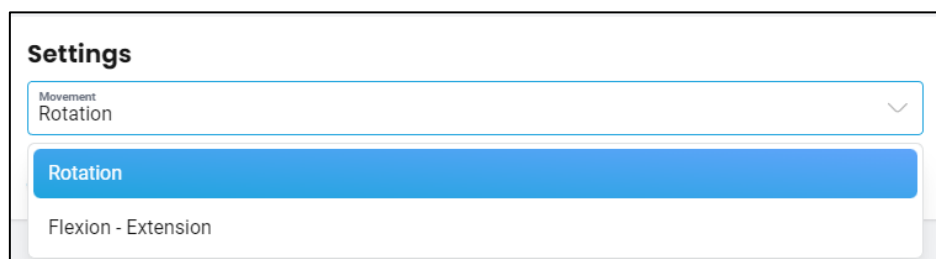 Settings
Movement
Rotation
Rotation
Flexion - Extension